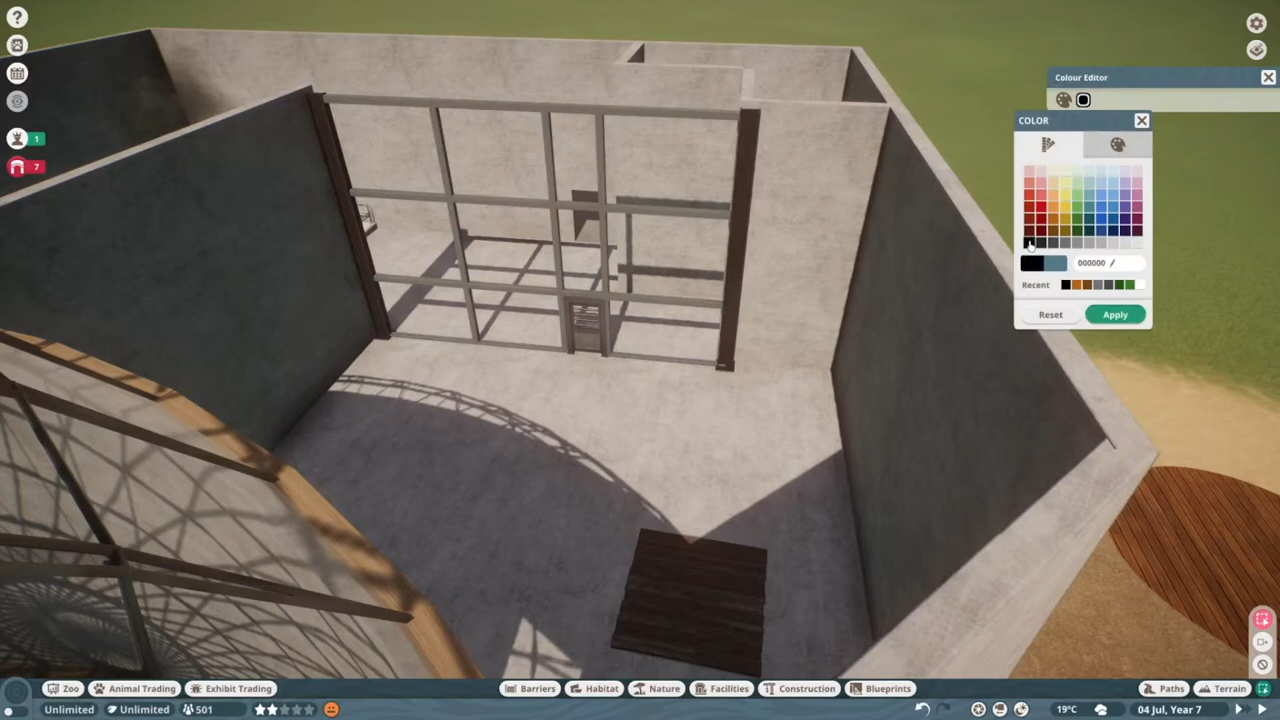 ?
1
7
Colour Editor
COLOR
000000 /
Recent
Reset
Apply
Zoo
Animal Trading
Exhibit Trading
Barriers
Habitat
Nature
Facilities
Construction
Blueprints
Paths
Terrain
Unlimited
Unlimited
501
19°C
04 Jul, Year 7